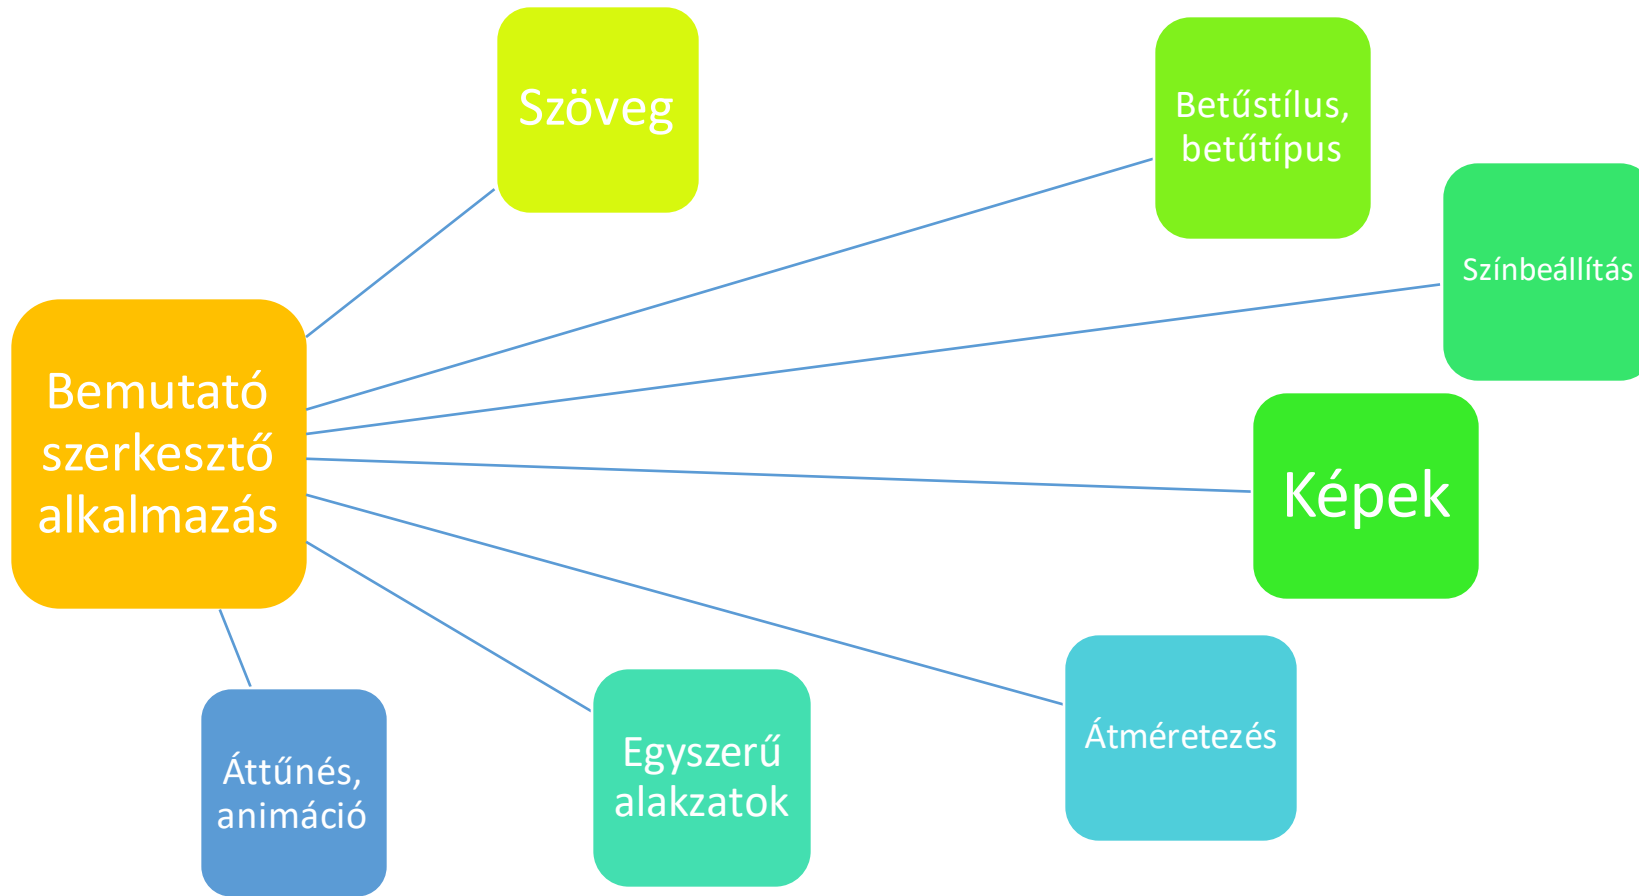 Szöveg
Betűstílus,
betűtípus
Színbeállítás
Bemutató
szerkesztő
alkalmazás
Képek
Átméretezés
Egyszerű
alakzatok
Áttűnés,
animáció